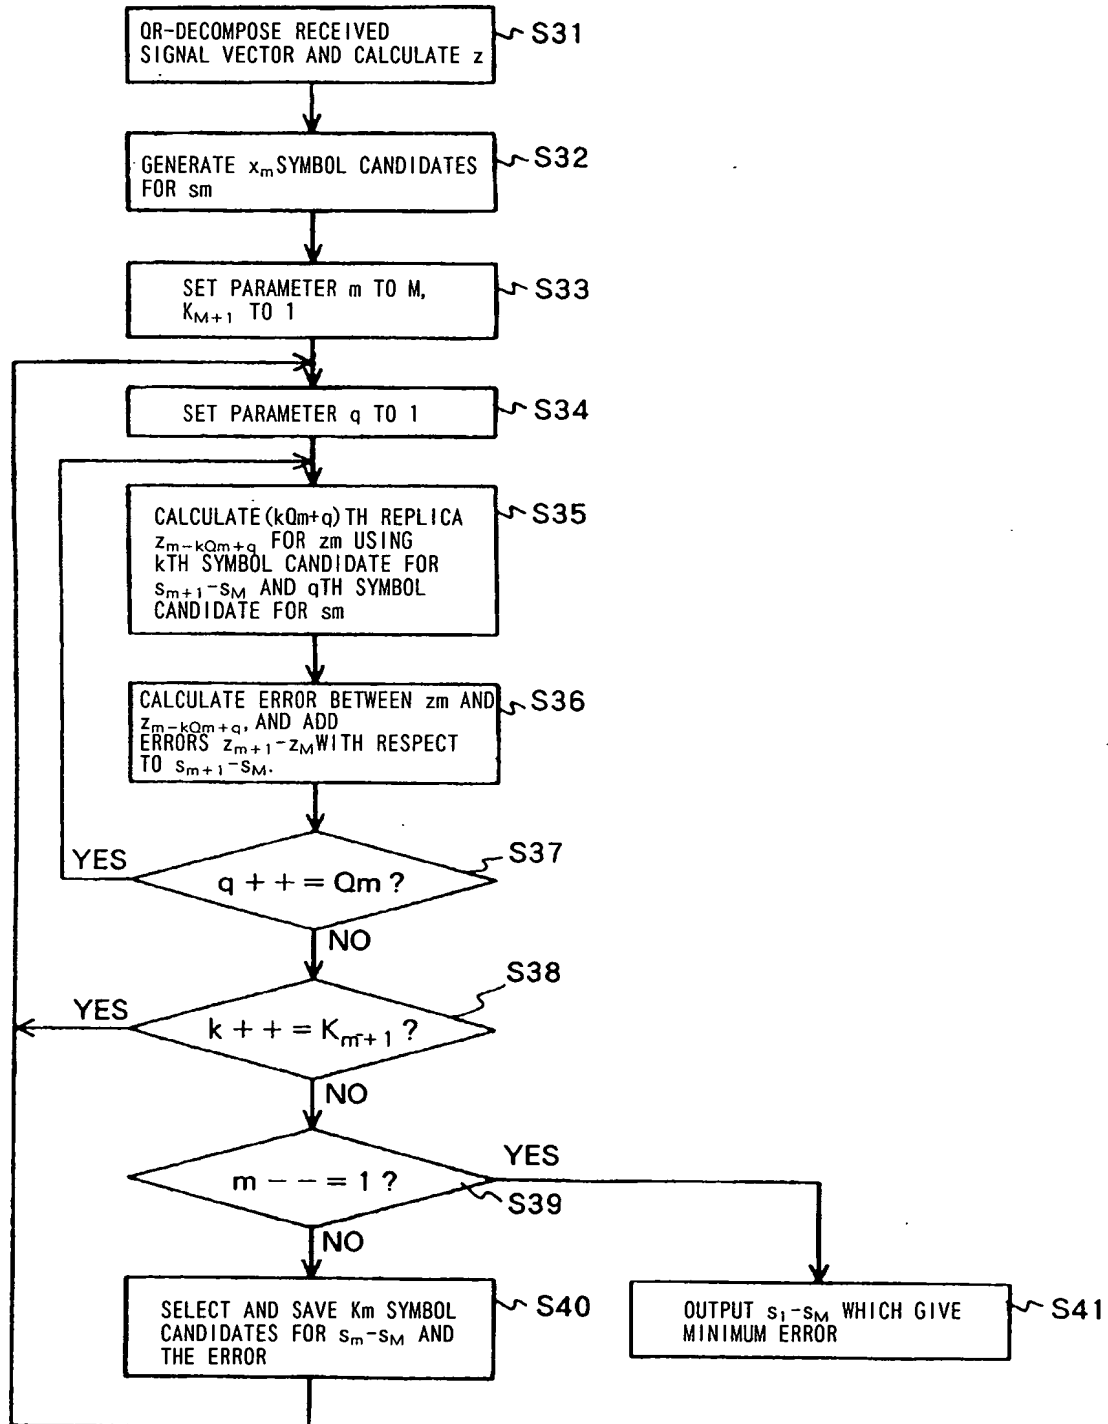 QR-DECOMPOSE RECEIVED
SIGNAL VECTOR AND CALCULATE z
S31
GENERATE xm SYMBOL CANDIDATES
FOR sm
S32
SET PARAMETER m TO M,
KM+1 TO 1
S33
SET PARAMETER q TO 1
S34
CALCULATE(kQm+q)TH REPLICA
zm-kQm+q FOR zm USING
kTH SYMBOL CANDIDATE FOR
sm+1-sM AND qTH SYMBOL
CANDIDATE FOR sm
S35
CALCULATE ERROR BETWEEN zm AND
zm-kQm+q, AND ADD
ERRORS zm+1-zM WITH RESPECT
TO sm+1-sM.
S36
q++=Qm?
S37
YES
NO
k++=Km+1?
S38
YES
NO
m--=1?
S39
YES
NO
SELECT AND SAVE Km SYMBOL
CANDIDATES FOR sm-sM AND
THE ERROR
S40
OUTPUT s1-sM WHICH GIVE
MINIMUM ERROR
S41